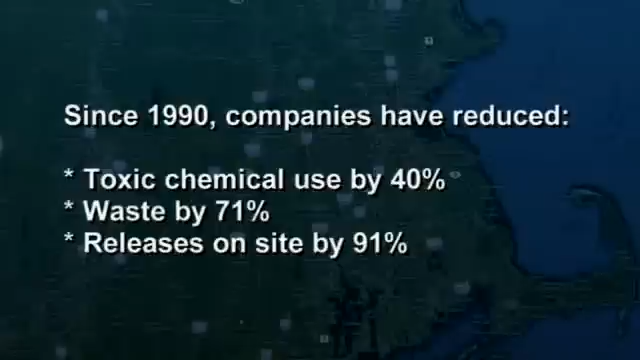 Since 1990, companies have reduced:
* Toxic chemical use by 40%
* Waste by 71%
* Releases on site by 91%